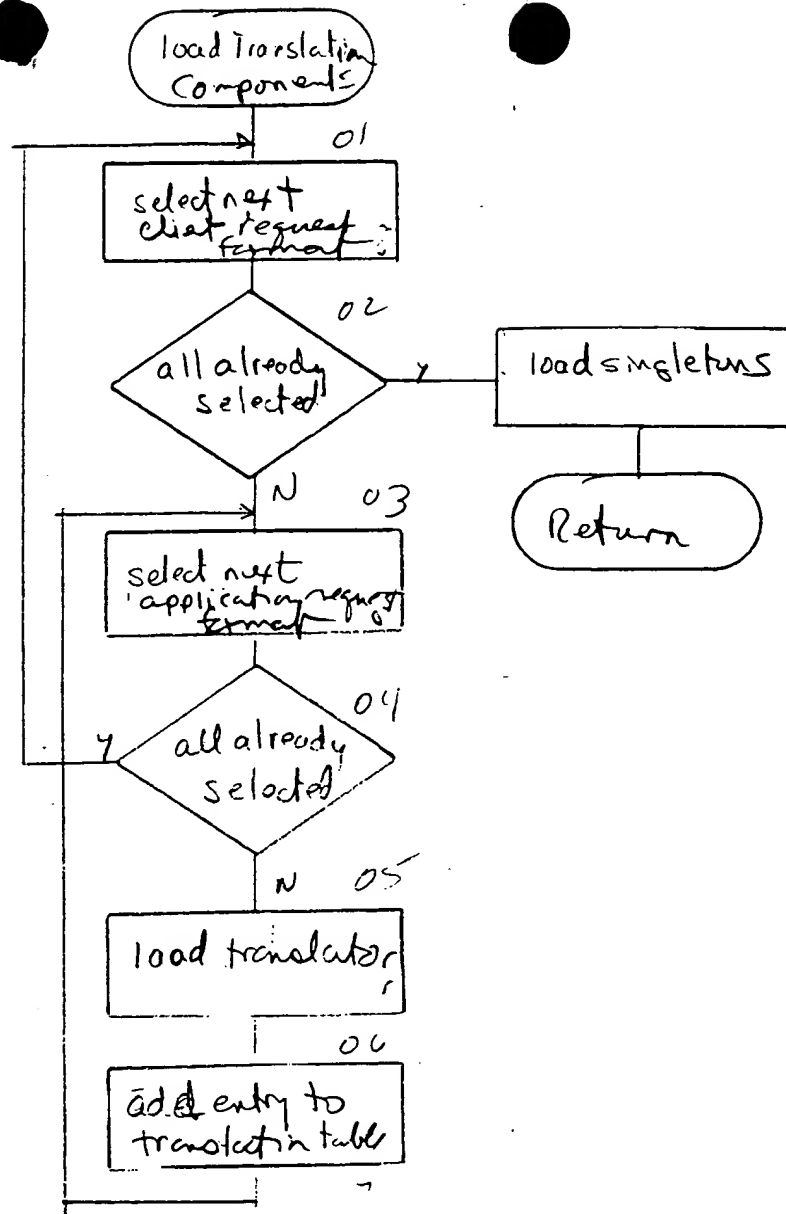 load Translation
Components
01
select next
client request
format
02
all already
selected
Y
load singletons
Return
N
03
select next
application request
format
04
all already
selected
Y
N
05
load translator
06
add entry to
translation table